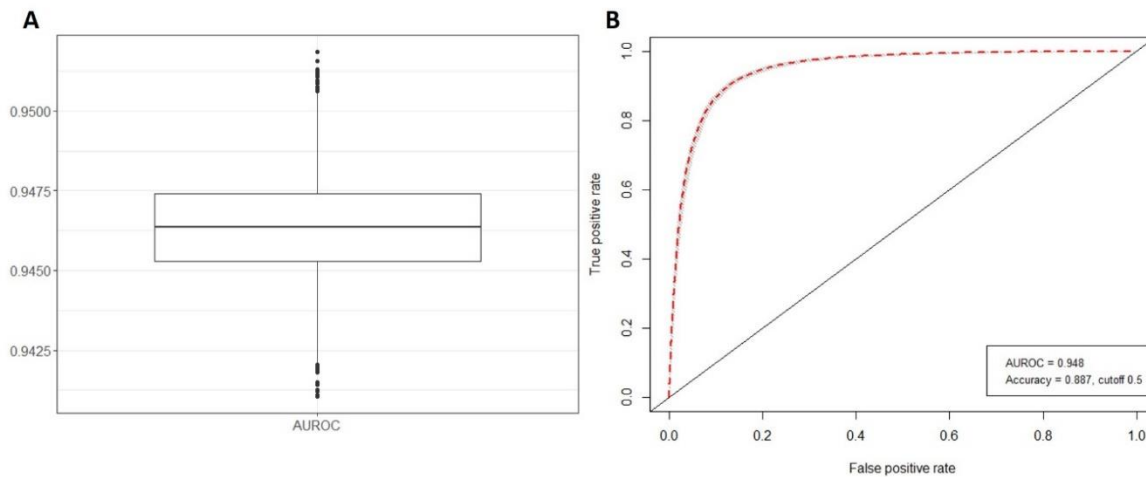 A
0.9500
0.9475
0.9450
0.9425
AUROC
B
True positive rate
1.0
0.8
0.6
0.4
0.2
0.0
AUROC = 0.948
Accuracy = 0.887, cutoff 0.5
0.0 0.2 0.4 0.6 0.8 1.0
False positive rate